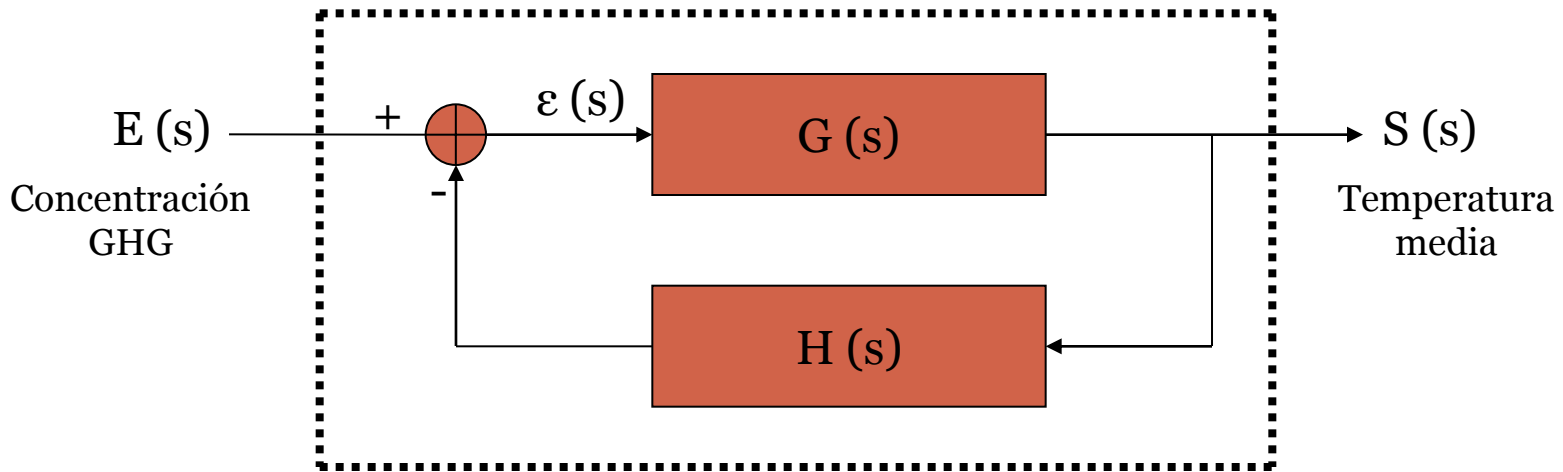 E (s)
Concentración
GHG
+
-
ε (s)
G (s)
H (s)
S (s)
Temperatura
media